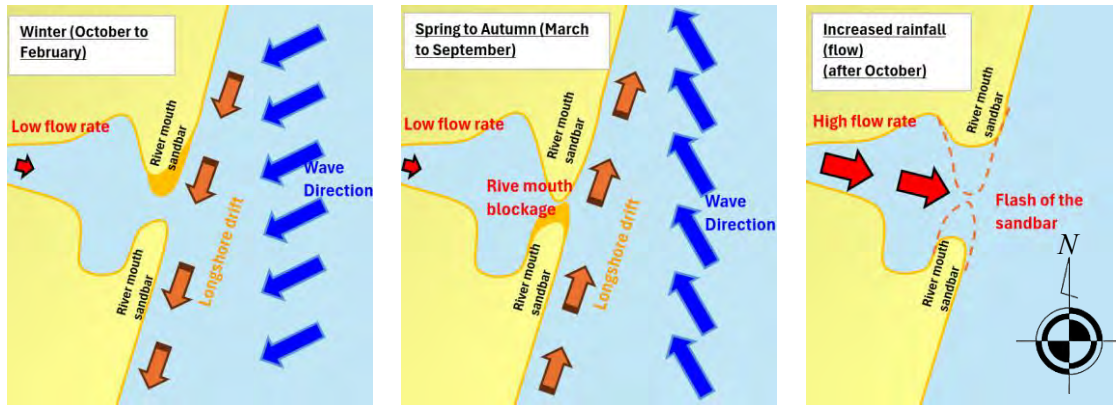 Winter (October to
February)
Low flow rate
River mouth
sandbar
Wave
Direction
Longshore drift
River mouth
sandbar
Spring to Autumn (March
to September)
Low flow rate
River mouth
sandbar
Rive mouth
blockage
Wave
Direction
Longshore drift
River mouth
sandbar
Increased rainfall
(flow)
(after October)
High flow rate
River mouth
sandbar
Flash of the
sandbar
River mouth
sandbar
N